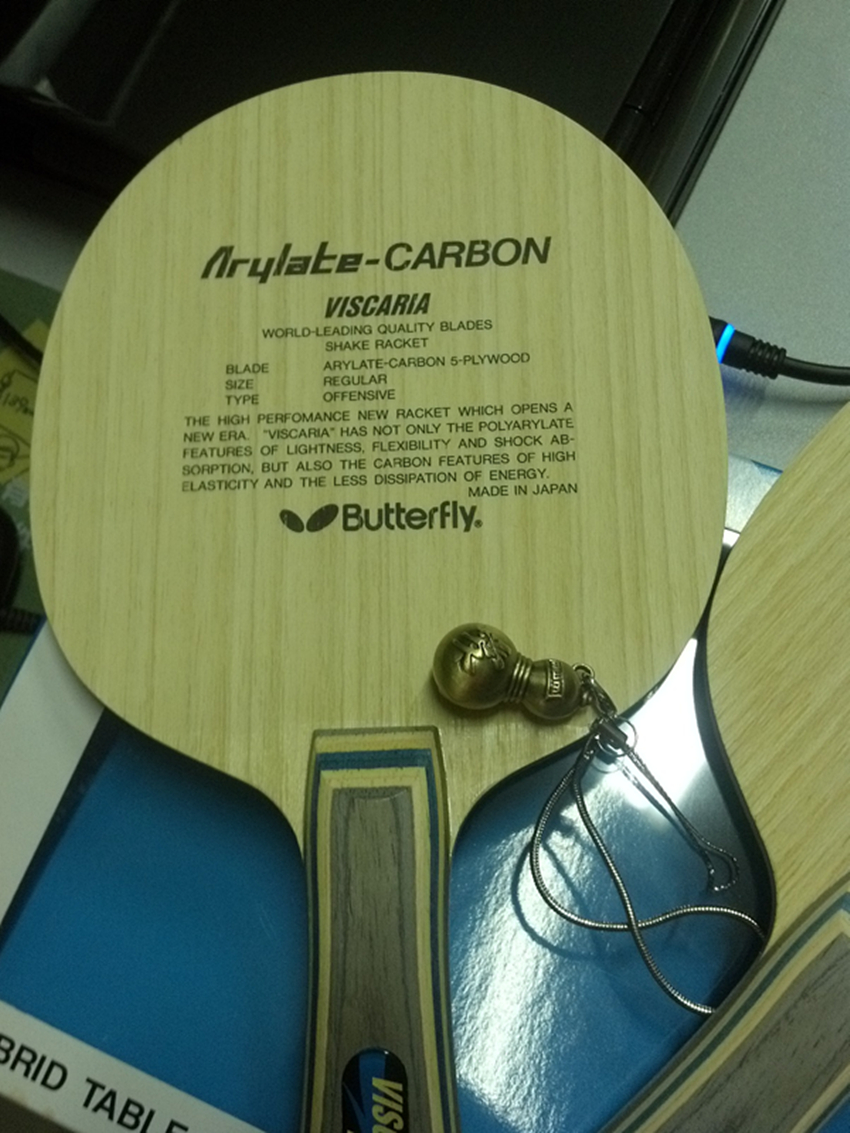 Arylate-CARBON
VISCARIA
WORLD-LEADING QUALITY BLADES
SHAKE RACKET
BLADE ARYLATE-CARBON 5-PLYWOOD
SIZE REGULAR
TYPE OFFENSIVE
THE HIGH PERFOMANCE NEW RACKET WHICH OPENS A
NEW ERA. "VISCARIA" HAS NOT ONLY THE POLYARYLATE
FEATURES OF LIGHTNESS, FLEXIBILITY AND SHOCK AB-
SORPTION, BUT ALSO THE CARBON FEATURES OF HIGH
ELASTICITY AND THE LESS DISSIPATION OF ENERGY.
MADE IN JAPAN
Butterfly®
VISC
BRID TABLE